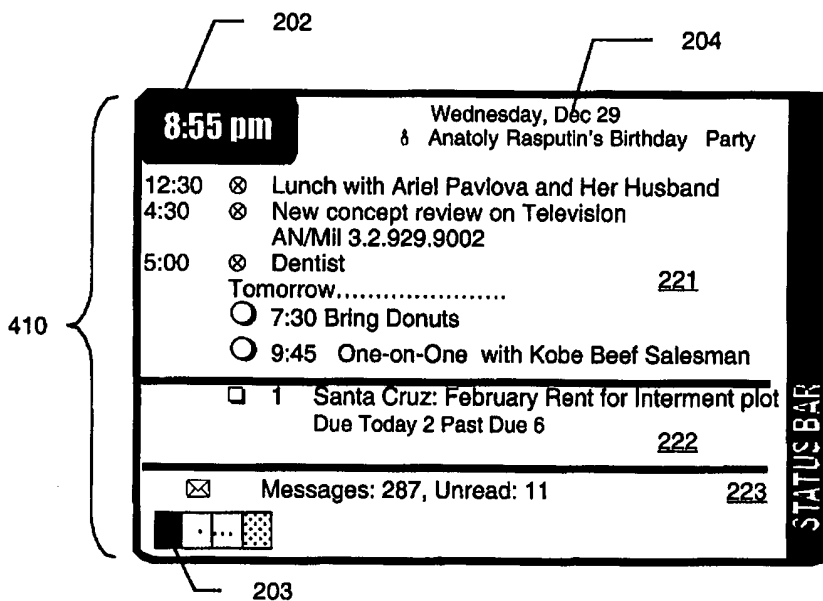 202
204
8:55 pm
Wednesday, Dec 29
Anatoly Rasputin's Birthday Party
12:30 ⊗ Lunch with Ariel Pavlova and Her Husband
4:30 ⊗ New concept review on Television
AN/Mil 3.2.929.9002
5:00 ⊗ Dentist
221
Tomorrow......................
7:30 Bring Donuts
410
9:45 One-on-One with Kobe Beef Salesman
1 Santa Cruz: February Rent for Interment plot
Due Today 2 Past Due 6
222
Messages: 287, Unread: 11
223
STATUS BAR
203